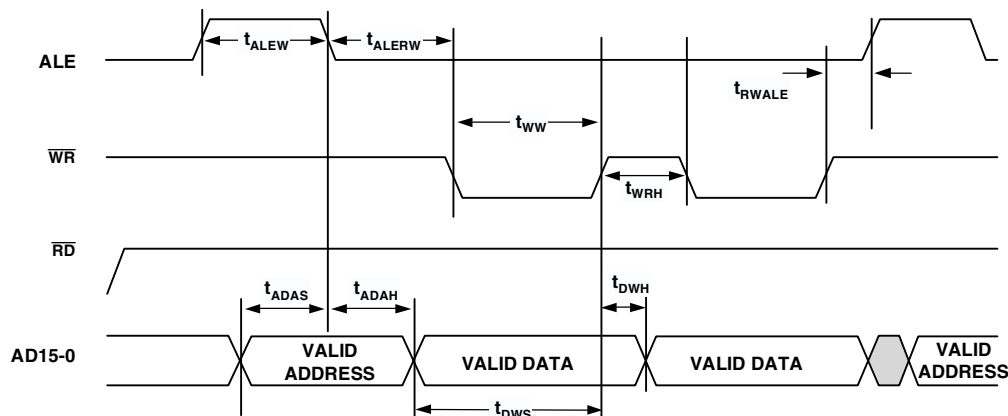 ALE
tALEW
tALERW
tRWALE
tWW
WR
tWRH
RD
tADAS
tADAH
tDWH
AD15-0
VALID
ADDRESS
VALID DATA
VALID DATA
VALID
ADDRESS
tDWS